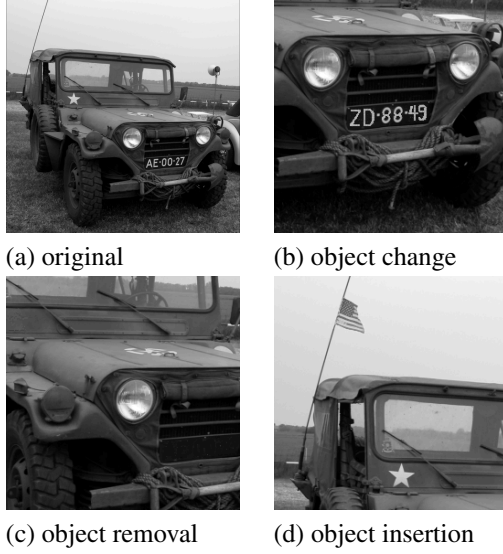 AE-00-27
ZD-88-49
(a) original
(b) object change
(c) object removal
(d) object insertion